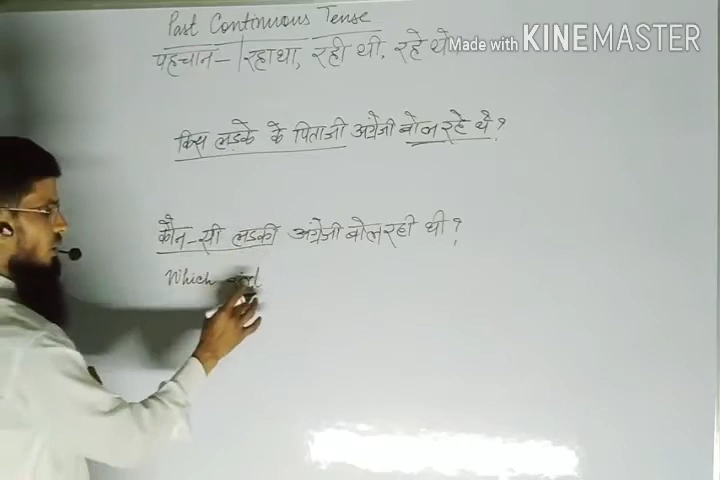 Past Continuous Tense
पहचान - रहा था, रही थी, रहे थे
Made with KINEMASTER
किस लड़के के पिताजी अंग्रेजी बोल रहे थे?
कौन-सी लड़की अंग्रेजी बोल रही थी?
Which girl